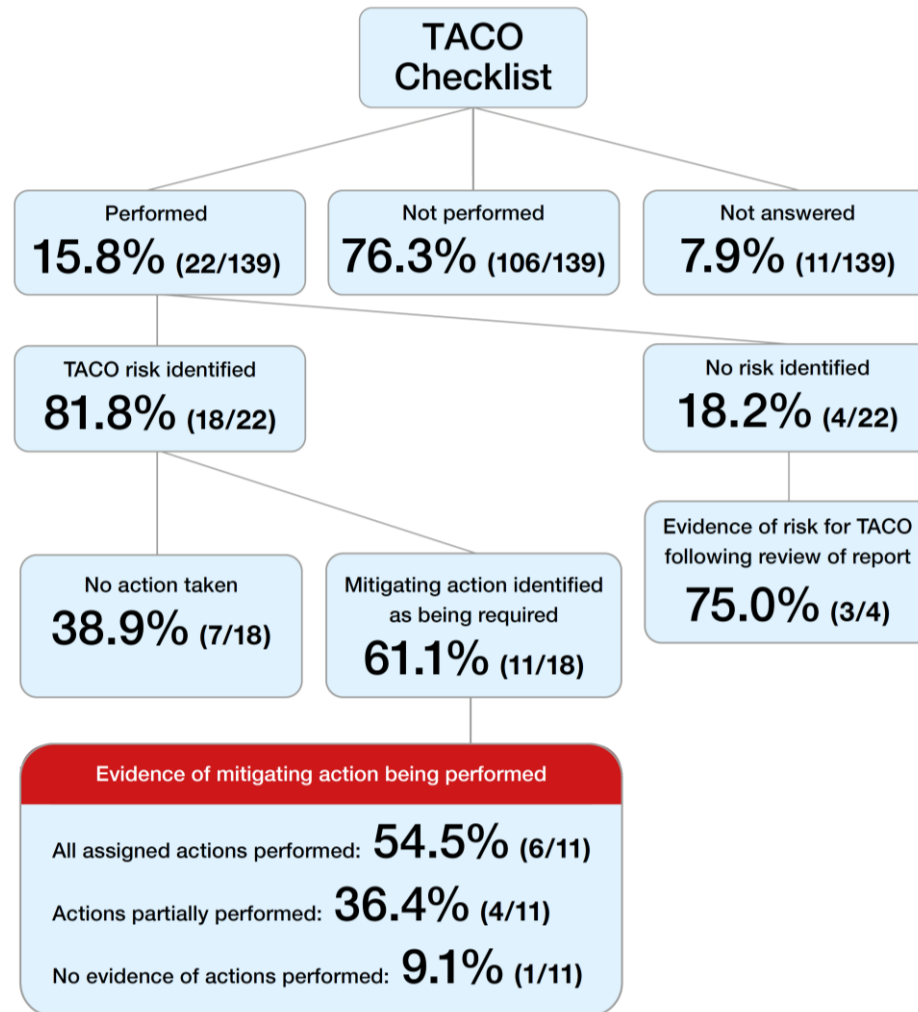 TACO
Checklist
Performed
15.8% (22/139)
Not performed
76.3% (106/139)
Not answered
7.9% (11/139)
TACO risk identified
81.8% (18/22)
No risk identified
18.2% (4/22)
Evidence of risk for TACO
following review of report
75.0% (3/4)
No action taken
38.9% (7/18)
Mitigating action identified
as being required
61.1% (11/18)
Evidence of mitigating action being performed
All assigned actions performed: 54.5% (6/11)
Actions partially performed: 36.4% (4/11)
No evidence of actions performed: 9.1% (1/11)